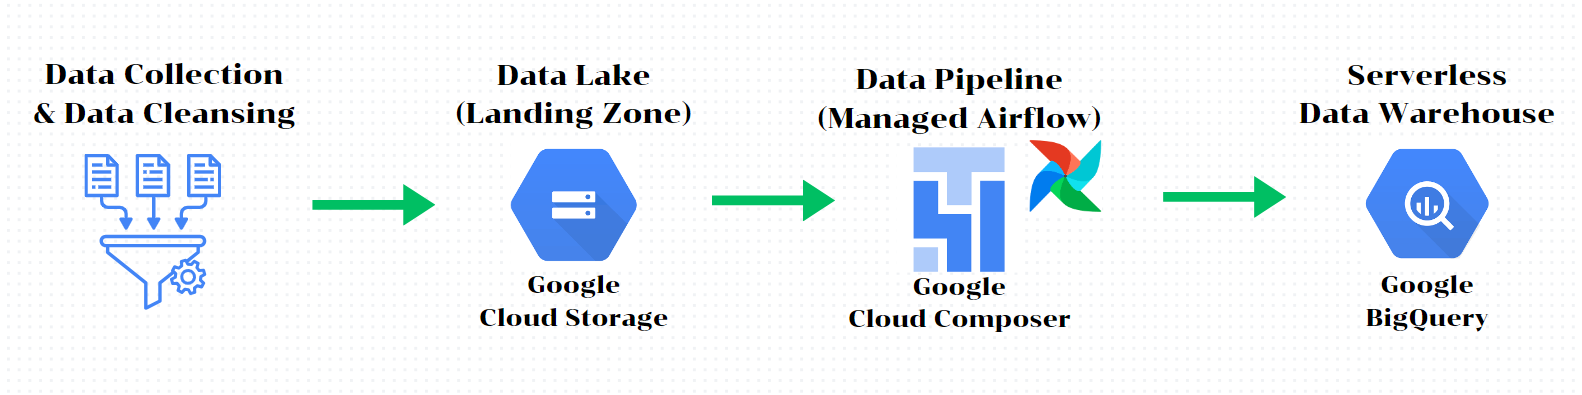 Data Collection
& Data Cleansing
Data Lake
(Landing Zone)
Google
Cloud Storage
Data Pipeline
(Managed Airflow)
Google
Cloud Composer
Serverless
Data Warehouse
Google
BigQuery